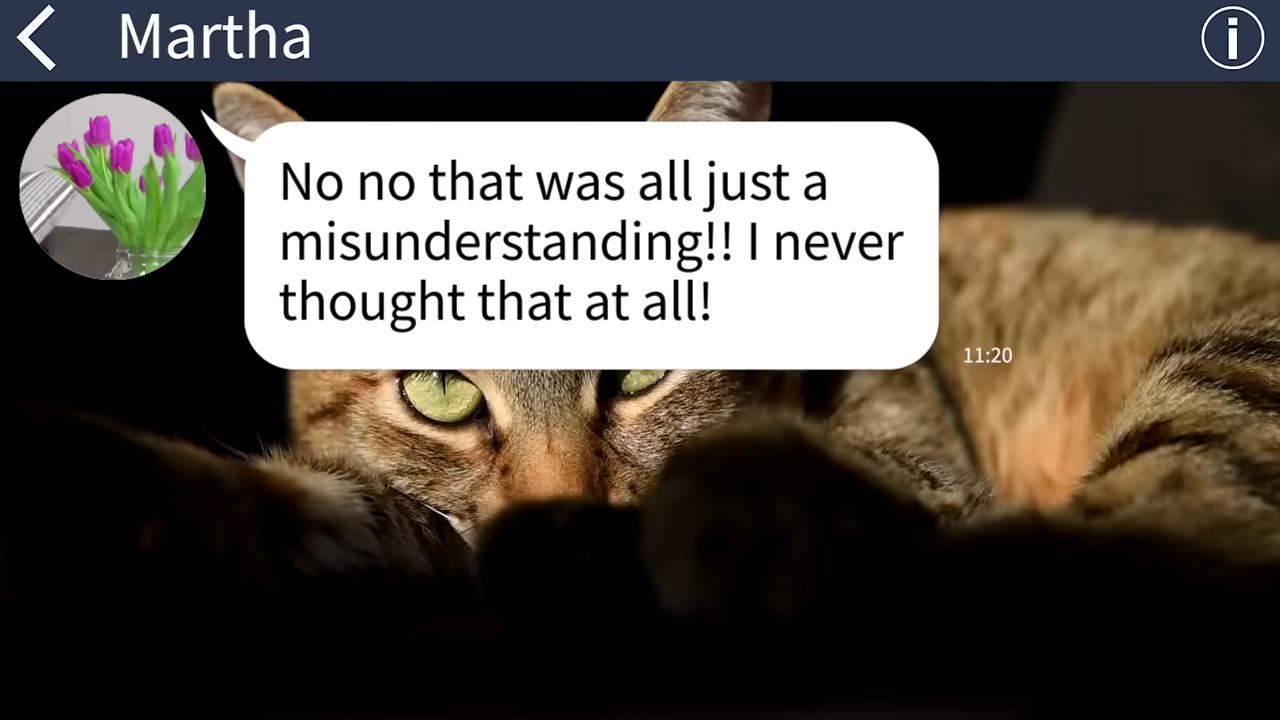 Martha
No no that was all just a
misunderstanding!! I never
thought that at all!
11:20